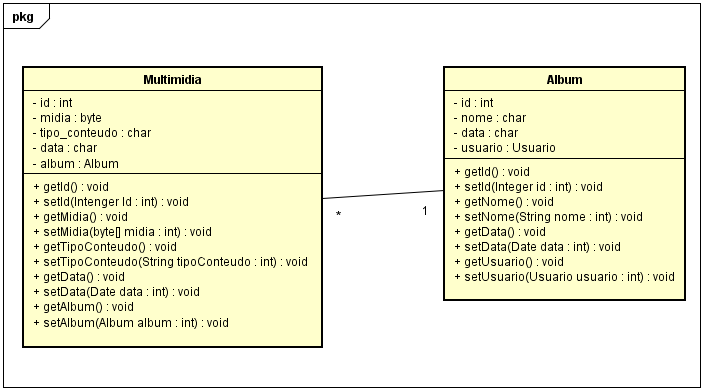 pkg
Multimidia
- id : int
- midia : byte
- tipo_conteudo : char
- data : char
- album : Album
+ getId() : void
+ setId(Intenger Id : int) : void
+ getMidia() : void
+ setMidia(byte[] midia : int) : void
+ getTipoConteudo() : void
+ setTipoConteudo(String tipoConteudo : int) : void
+ getData() : void
+ setData(Date data : int) : void
+ getAlbum() : void
+ setAlbum(Album album : int) : void
*
1
Album
- id : int
- nome : char
- data : char
- usuario : Usuario
+ getId() : void
+ setId(Integer id : int) : void
+ getNome() : void
+ setNome(String nome : int) : void
+ getData() : void
+ setData(Date data : int) : void
+ getUsuario() : void
+ setUsuario(Usuario usuario : int) : void